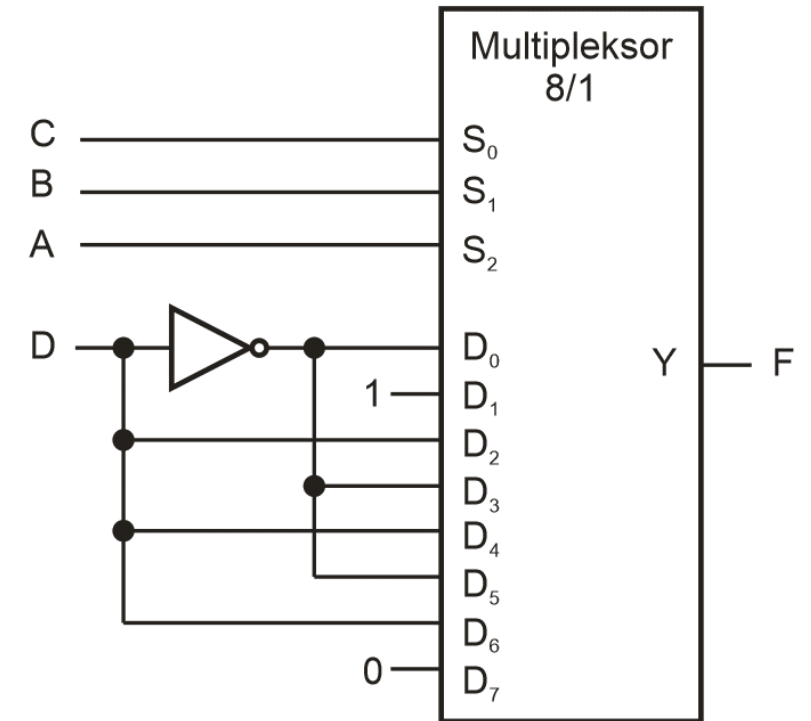 Multipleksor
8/1
C S₀
B S₁
A S₂
D D₀
Y F
1 D₁
D₂
D₃
D₄
D₅
D₆
0 D₇